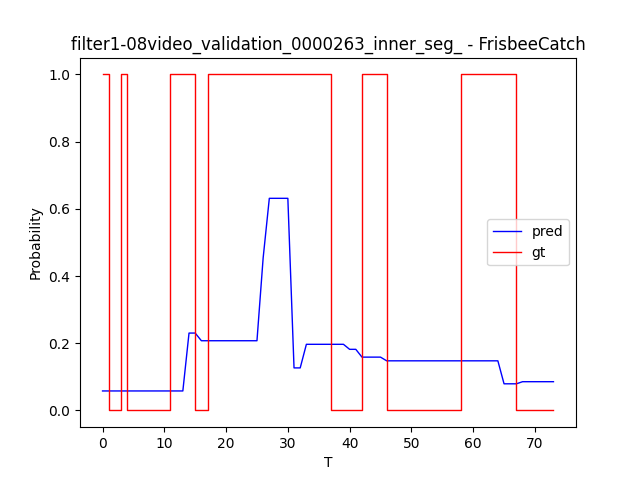 filter1-08video_validation_0000263_inner_seg_ - FrisbeeCatch
1.0
0.8
0.6
0.4
0.2
0.0
Probability
pred
gt
0 10 20 30 40 50 60 70
T